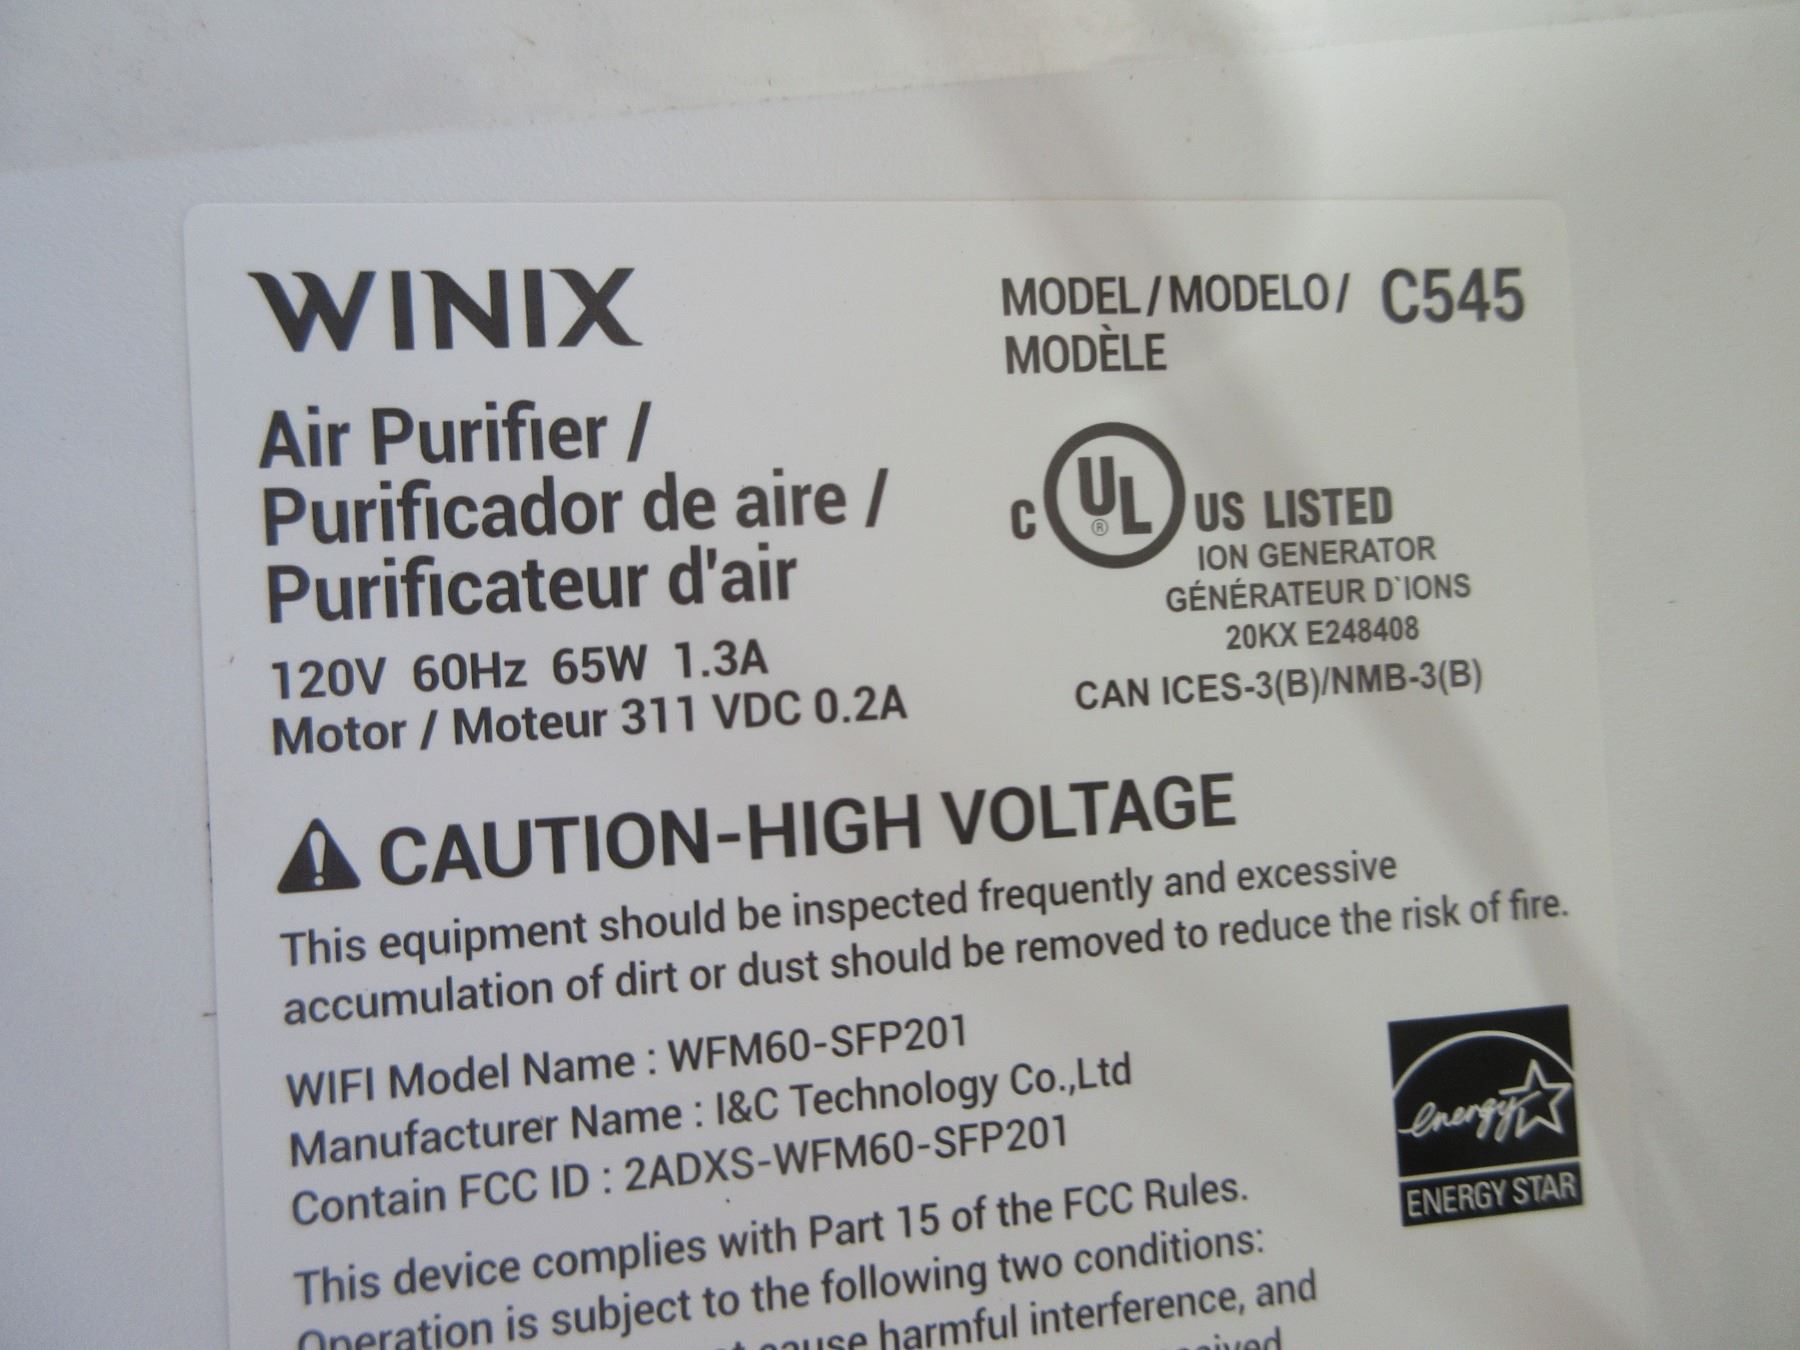 WINIX
MODEL / MODELO / C545
MODÈLE
Air Purifier /
Purificador de aire /
Purificateur d'air
120V 60Hz 65W 1.3A
Motor / Moteur 311 VDC 0.2A
C UL ® US LISTED
ION GENERATOR
GÉNÉRATEUR D`IONS
20KX E248408
CAN ICES-3(B)/NMB-3(B)
CAUTION-HIGH VOLTAGE
This equipment should be inspected frequently and excessive
accumulation of dirt or dust should be removed to reduce the risk of fire.
WIFI Model Name : WFM60-SFP201
Manufacturer Name : I&C Technology Co.,Ltd
Contain FCC ID : 2ADXS-WFM60-SFP201
energy
ENERGY STAR
This device complies with Part 15 of the FCC Rules.
Operation is subject to the following two conditions:
cause harmful interference, and